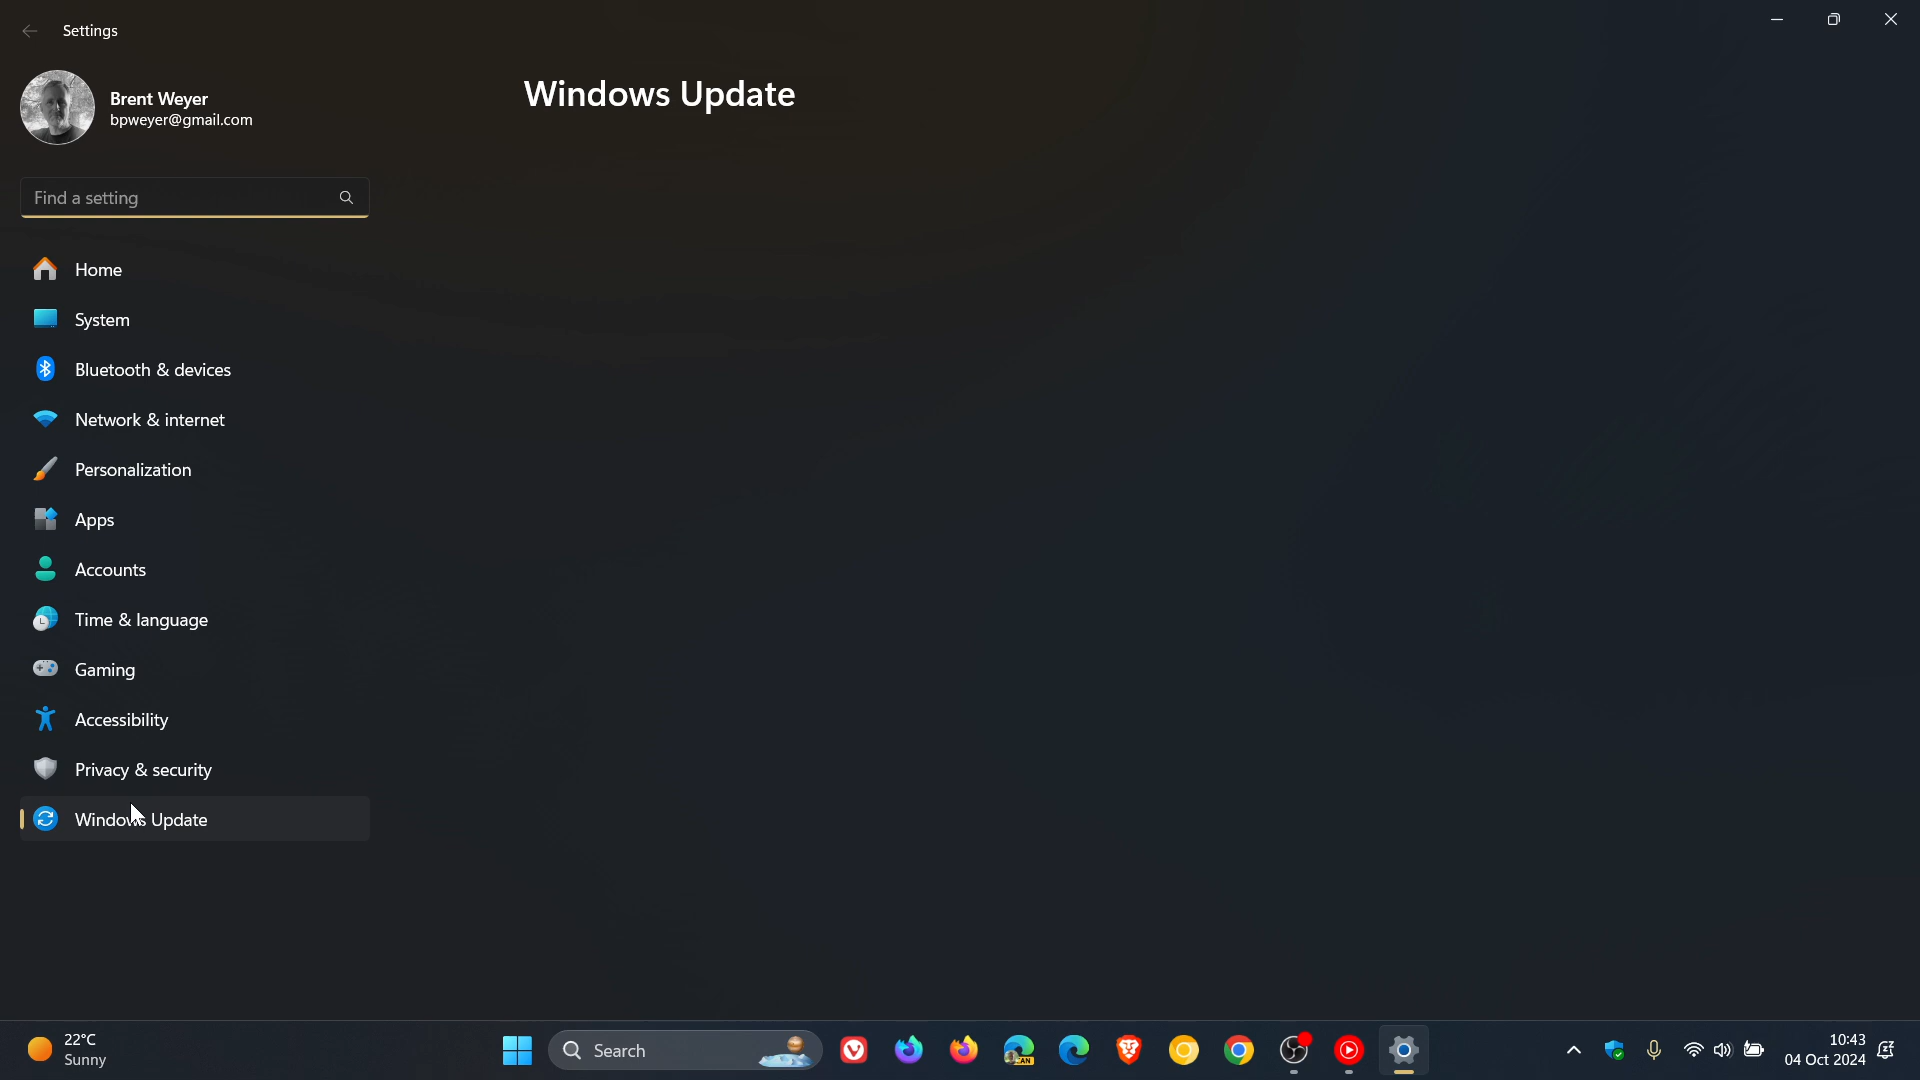 Settings
Brent Weyer
bpweyer@gmail.com
Windows Update
Find a setting
Home
System
Bluetooth & devices
Network & internet
Personalization
Apps
Accounts
Time & language
Gaming
Accessibility
Privacy & security
Windows Update
22°C
Sunny
Search
CAN
10:43
04 Oct 2024